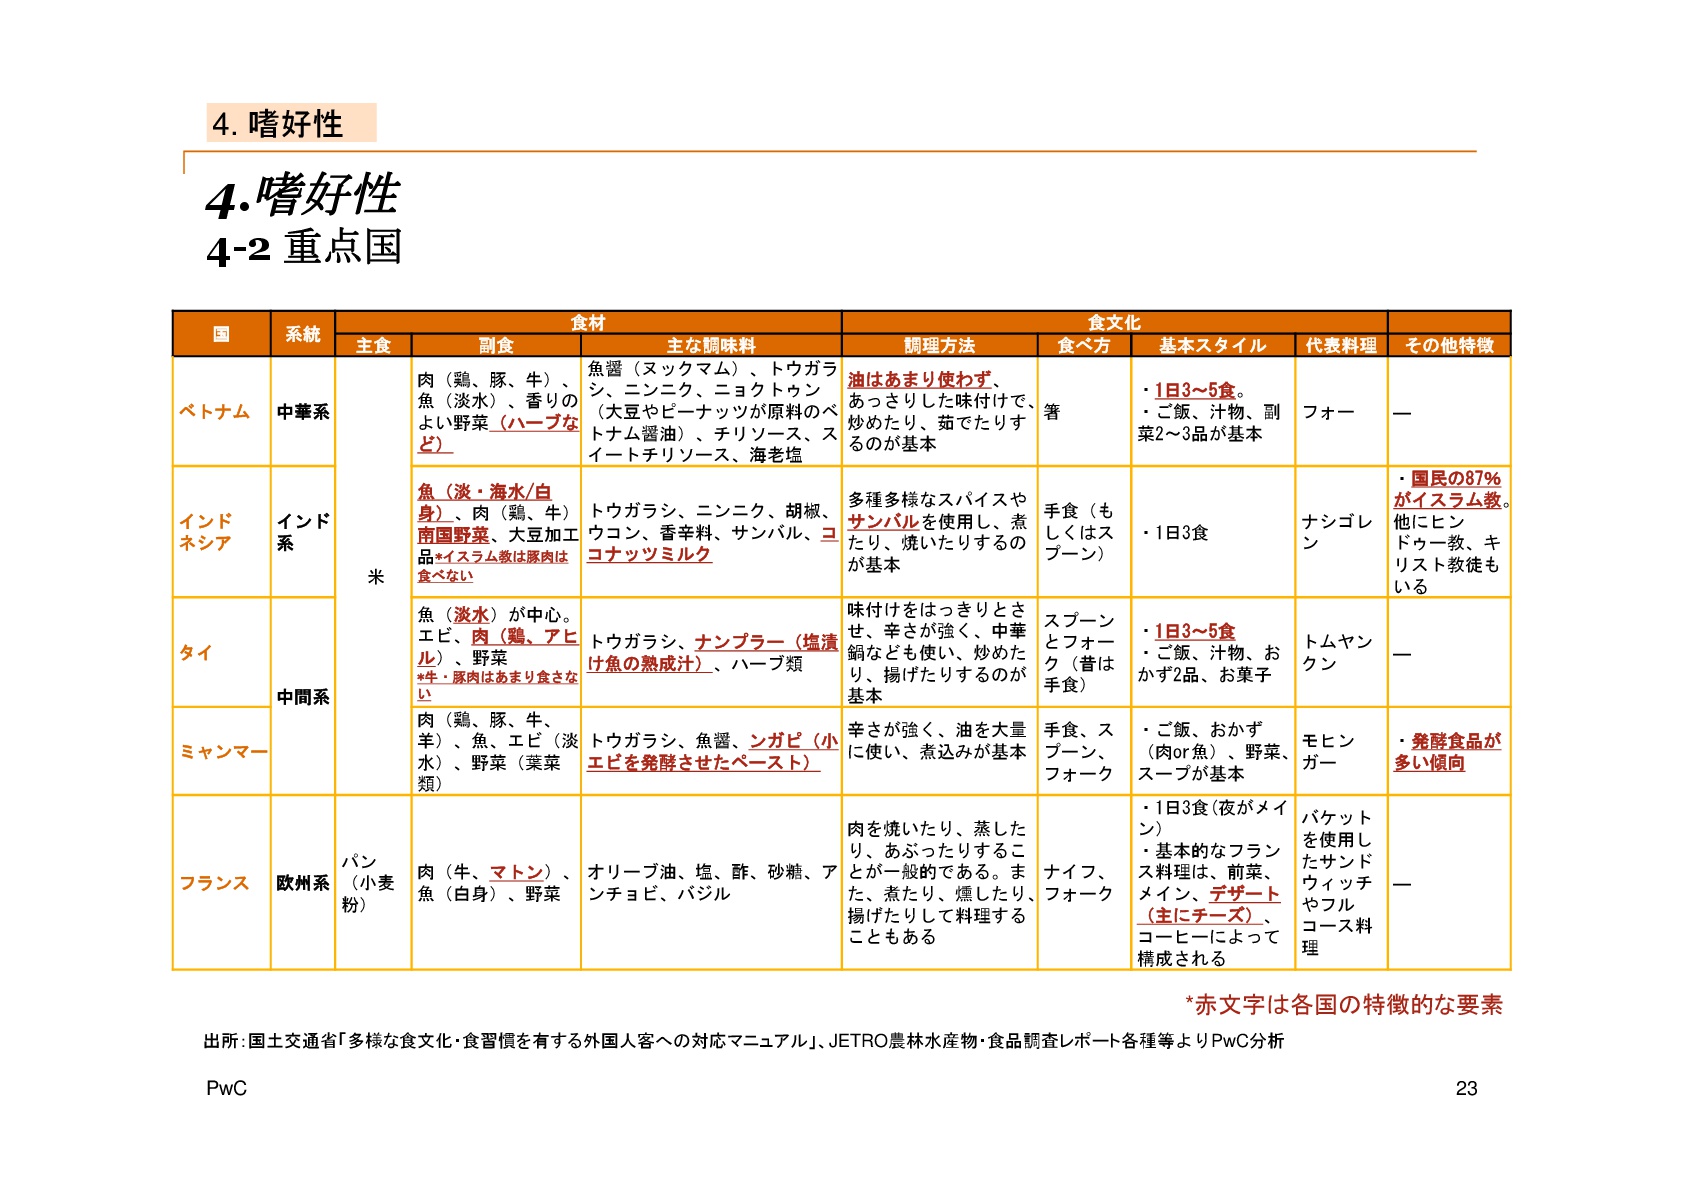 4. 嗜好性
4.嗜好性
4-2 重点国
国
系統
食材
食文化
主食
副食
主な調味料
調理方法
食べ方
基本スタイル
代表料理
その他特徴
ベトナム
中華系
米
肉（鶏、豚、牛）、
魚（淡水）、香りの
よい野菜（ハーブな
ど）
魚醤（ヌックマム）、トウガラ
シ、ニンニク、ニョクトゥン
（大豆やピーナッツが原料のベ
トナム醤油）、チリソース、ス
イートチリソース、海老塩
油はあまり使わず、
あっさりした味付けで、
炒めたり、茹でたりす
るのが基本
箸
・1日3～5食。
・ご飯、汁物、副
菜2～3品が基本
フォー
―
インド
ネシア
インド
系
魚（淡・海水/白
身）、肉（鶏、牛）
南国野菜、大豆加工
品*イスラム教は豚肉は
食べない
トウガラシ、ニンニク、胡椒、
ウコン、香辛料、サンバル、コ
コナッツミルク
多種多様なスパイスや
サンバルを使用し、煮
たり、焼いたりするの
が基本
手食（も
しくはス
プーン）
・1日3食
ナシゴレ
ン
・国民の87%
がイスラム教。
他にヒン
ドゥー教、キ
リスト教徒も
いる
タイ
中間系
魚（淡水）が中心。
エビ、肉（鶏、アヒ
ル）、野菜
*牛・豚肉はあまり食さな
い
トウガラシ、ナンプラー（塩漬
け魚の熟成汁）、ハーブ類
味付けをはっきりとさ
せ、辛さが強く、中華
鍋なども使い、炒めた
り、揚げたりするのが
基本
スプーン
とフォー
ク（昔は
手食）
・1日3～5食
・ご飯、汁物、お
かず2品、お菓子
トムヤン
クン
―
ミャンマー
肉（鶏、豚、牛、
羊）、魚、エビ（淡
水）、野菜（葉菜
類）
トウガラシ、魚醤、ンガピ（小
エビを発酵させたペースト）
辛さが強く、油を大量
に使い、煮込みが基本
手食、ス
プーン、
フォーク
・ご飯、おかず
（肉or魚）、野菜、
スープが基本
モヒン
ガー
・発酵食品が
多い傾向
フランス
欧州系
パン
（小麦
粉）
肉（牛、マトン）、
魚（白身）、野菜
オリーブ油、塩、酢、砂糖、ア
ンチョビ、バジル
肉を焼いたり、蒸した
り、あぶったりするこ
とが一般的である。ま
た、煮たり、燻したり、
揚げたりして料理する
こともある
ナイフ、
フォーク
・1日3食(夜がメイ
ン)
・基本的なフラン
ス料理は、前菜、
メイン、デザート
（主にチーズ）、
コーヒーによって
構成される
バケット
を使用し
たサンド
ウィッチ
やフル
コース料
理
―
*赤文字は各国の特徴的な要素
出所:国土交通省｢多様な食文化･食習慣を有する外国人客への対応マニュアル｣､JETRO農林水産物･食品調査レポート各種等よりPwC分析
PwC
23